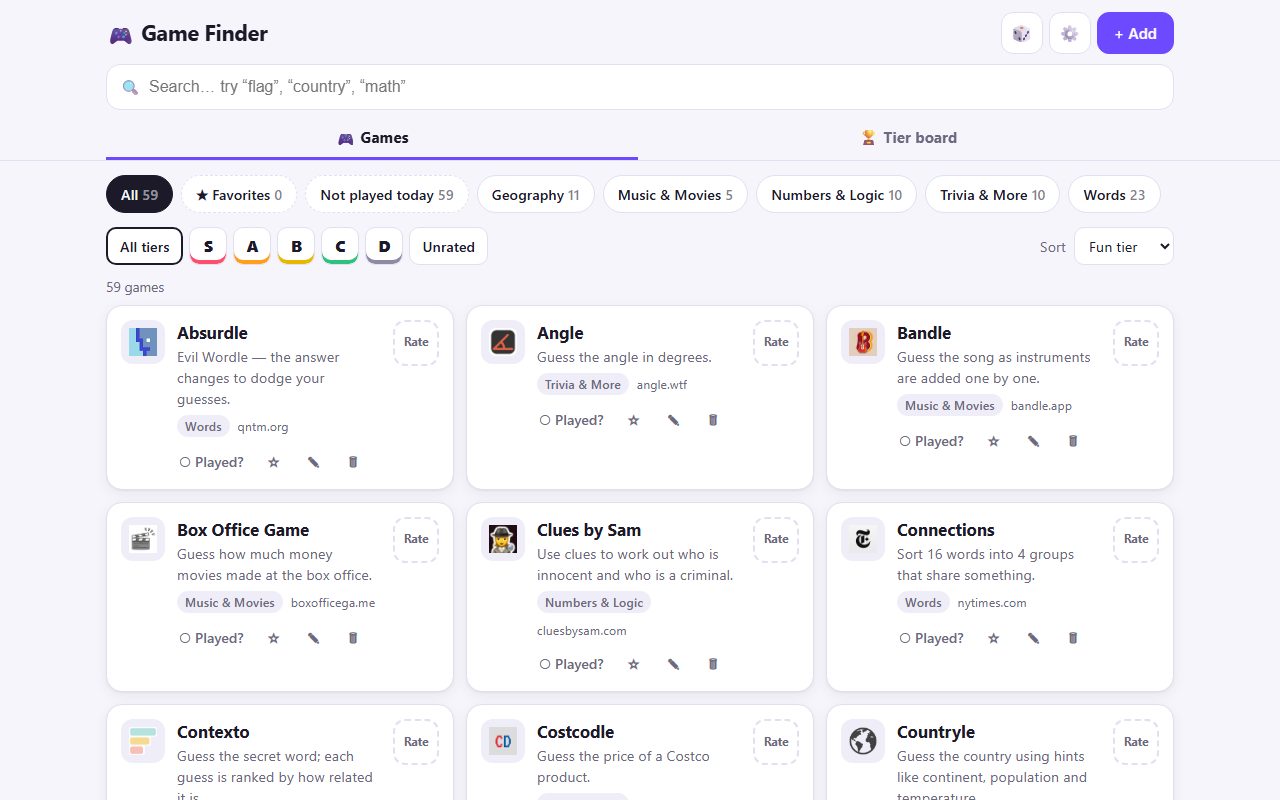 Game Finder
+ Add
Search… try “flag”, “country”, “math”
Games
Tier board
All 59
★ Favorites 0
Not played today 59
Geography 11
Music & Movies 5
Numbers & Logic 10
Trivia & More 10
Words 23
All tiers
S
A
B
C
D
Unrated
Sort
Fun tier
59 games
Absurdle
Rate
Evil Wordle — the answer
changes to dodge your
guesses.
Words qntm.org
Played?
Angle
Rate
Guess the angle in degrees.
Trivia & More angle.wtf
Played?
Bandle
Rate
Guess the song as instruments
are added one by one.
Music & Movies bandle.app
Played?
Box Office Game
Rate
Guess how much money
movies made at the box office.
Music & Movies boxofficega.me
Played?
Clues by Sam
Rate
Use clues to work out who is
innocent and who is a criminal.
Numbers & Logic
cluesbysam.com
Played?
Connections
Rate
Sort 16 words into 4 groups
that share something.
Words nytimes.com
Played?
Contexto
Rate
Guess the secret word; each
guess is ranked by how related
it is.
CD
Costcodle
Rate
Guess the price of a Costco
product.
Countryle
Rate
Guess the country using hints
like continent, population and
temperature.